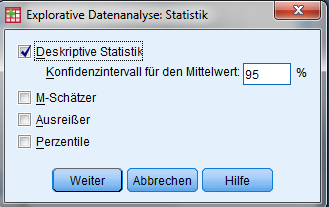 Explorative Datenanalyse: Statistik
Deskriptive Statistik
Konfidenzintervall für den Mittelwert: 95 %
M-Schätzer
Ausreißer
Perzentile
Weiter Abbrechen Hilfe